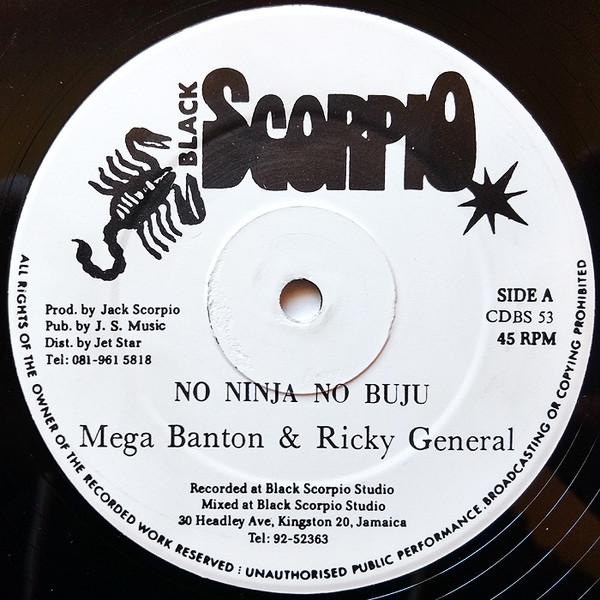 BLACK
SCORPIO
Prod. by Jack Scorpio
Pub. by J. S. Music
Dist. by Jet Star
Tel: 081-961 5818
SIDE A
CDBS 53
45 RPM
NO NINJA NO BUJU
Mega Banton & Ricky General
Recorded at Black Scorpio Studio
Mixed at Black Scorpio Studio
30 Headley Ave, Kingston 20, Jamaica
Tel: 92-52363
ALL RIGHTS OF THE OWNER OF THE RECORDED WORK RESERVED : UNAUTHORISED PUBLIC PERFORMANCE. BROADCASTING OR COPYING PROHIBITED